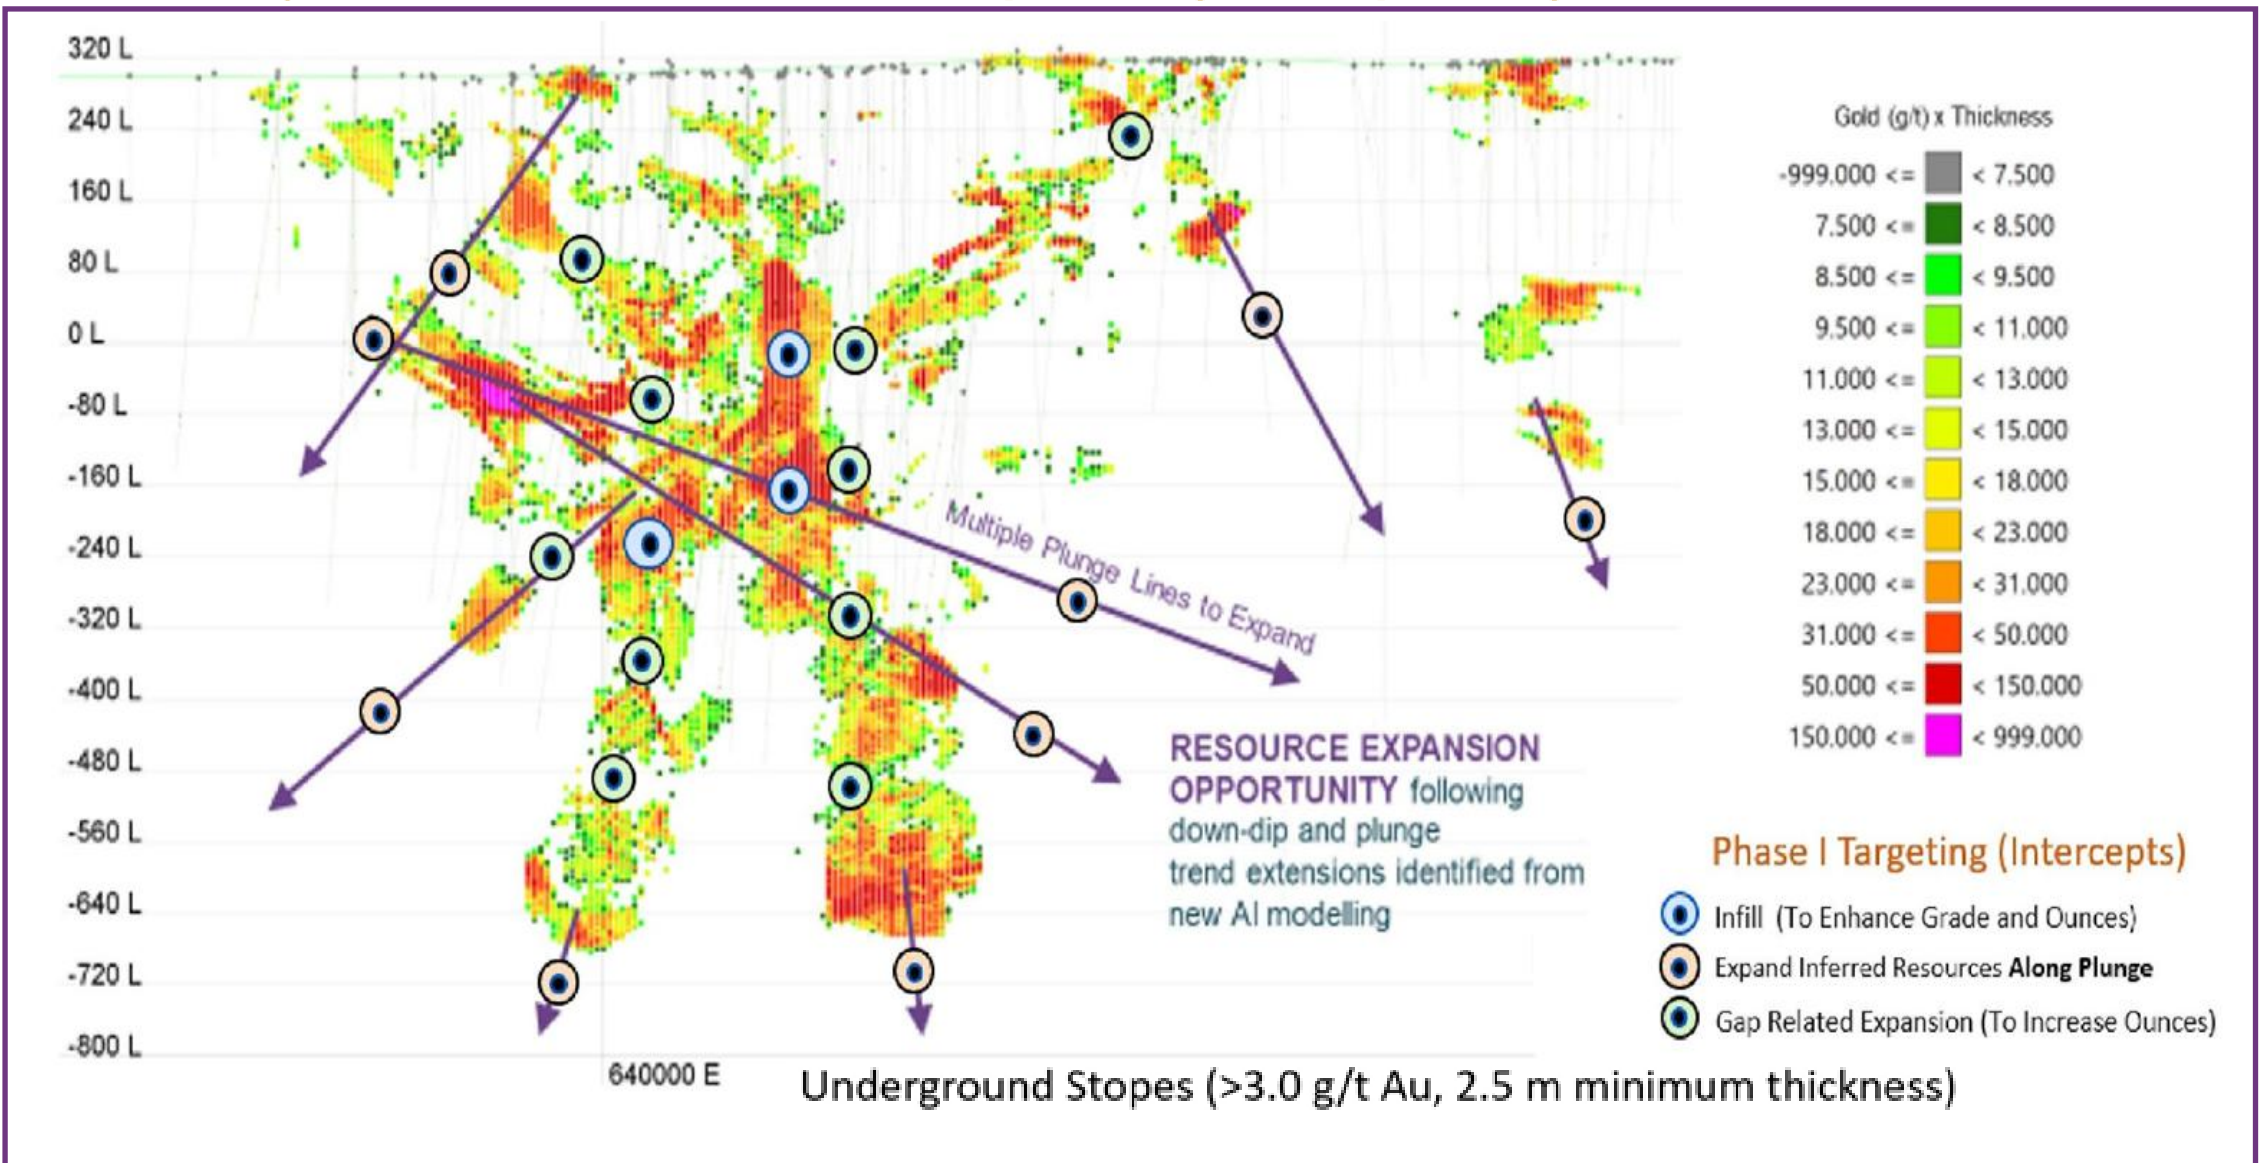 320 L
240 L
160 L
80 L
0 L
-80 L
-160 L
-240 L
-320 L
-400 L
-480 L
-560 L
-640 L
-720 L
-800 L
640000 E
Multiple Plunge Lines to Expand
RESOURCE EXPANSION
OPPORTUNITY following
down-dip and plunge
trend extensions identified from
new AI modelling
Gold (g/t) x Thickness
-999.000 <= < 7.500
7.500 <= < 8.500
8.500 <= < 9.500
9.500 <= < 11.000
11.000 <= < 13.000
13.000 <= < 15.000
15.000 <= < 18.000
18.000 <= < 23.000
23.000 <= < 31.000
31.000 <= < 50.000
50.000 <= < 150.000
150.000 <= < 999.000
Phase I Targeting (Intercepts)
Infill (To Enhance Grade and Ounces)
Expand Inferred Resources Along Plunge
Gap Related Expansion (To Increase Ounces)
Underground Stopes (>3.0 g/t Au, 2.5 m minimum thickness)